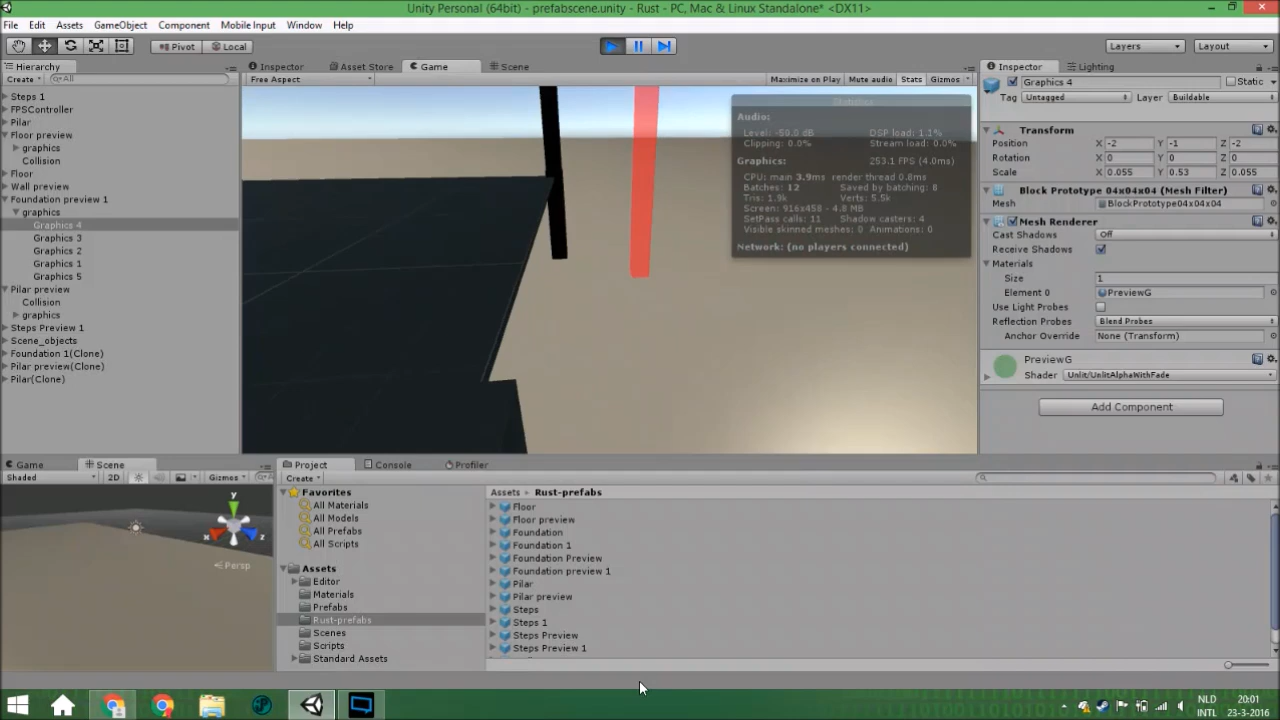 Unity Personal (64bit) - prefabscene.unity - Rust - PC, Mac & Linux Standalone* <DX11>
File Edit Assets GameObject Component Mobile Input Window Help
Pivot Local Layers Layout
Hierarchy Inspector Asset Store Game Scene Inspector Lighting
Create All Free Aspect Maximize on Play Mute audio Stats Gizmos Graphics 4 Static
Tag Untagged Layer Buildable
Steps 1
FPSController
Pilar
Floor preview
graphics
Collision
Floor
Wall preview
Foundation preview 1
graphics
Graphics 4
Graphics 3
Graphics 2
Graphics 1
Graphics 5
Pilar preview
Collision
graphics
Steps Preview 1
Scene_objects
Foundation 1(Clone)
Pilar preview(Clone)
Pilar(Clone)
Statistics
Audio:
Level: -50.0 dB DSP load: 1.1%
Clipping: 0.0% Stream load: 0.0%
Graphics: 253.1 FPS (4.0ms)
CPU: main 3.9ms render thread 0.8ms
Batches: 12 Saved by batching: 6
Tris: 1.9k Verts: 5.5k
Screen: 916x458 - 4.8 MB
SetPass calls: 11 Shadow casters: 4
Visible skinned meshes: 0 Animations: 0
Network: (no players connected)
Transform
Position X -2 Y -1 Z -2
Rotation X 0 Y 0 Z 0
Scale X 0.055 Y 0.53 Z 0.055
Block Prototype 04x04x04 (Mesh Filter)
Mesh BlockPrototype04x04x04
Mesh Renderer
Cast Shadows Off
Receive Shadows
Materials
Size 1
Element 0 PreviewG
Use Light Probes
Reflection Probes Blend Probes
Anchor Override None (Transform)
PreviewG
Shader Unlit/UnlitAlphaWithFade
Add Component
Game Scene Project Console Profiler
Shaded 2D Gizmos Create
y
x z
Persp
Favorites
All Materials
All Models
All Prefabs
All Scripts
Assets
Editor
Materials
Prefabs
Rust-prefabs
Scenes
Scripts
Standard Assets
Assets Rust-prefabs
Floor
Floor preview
Foundation
Foundation 1
Foundation Preview
Foundation preview 1
Pilar
Pilar preview
Steps
Steps 1
Steps Preview
Steps Preview 1
NLD 20:01
INTL 23-3-2016